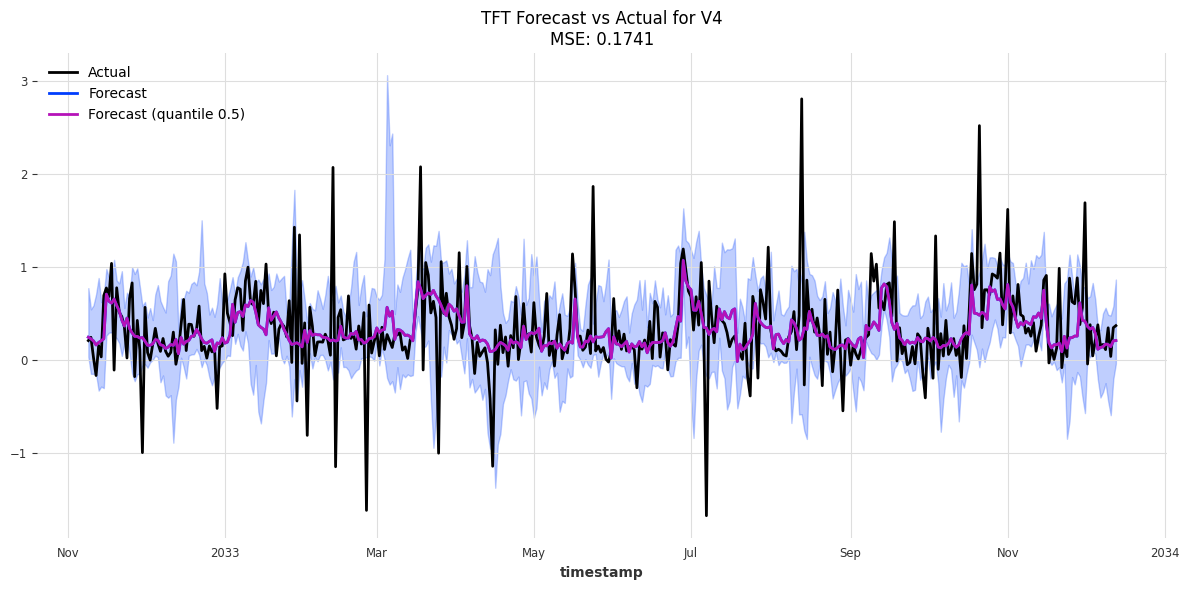 TFT Forecast vs Actual for V4
MSE: 0.1741
Actual
Forecast
Forecast (quantile 0.5)
3
2
1
0
−1
Nov
2033
Mar
May
Jul
Sep
Nov
2034
timestamp